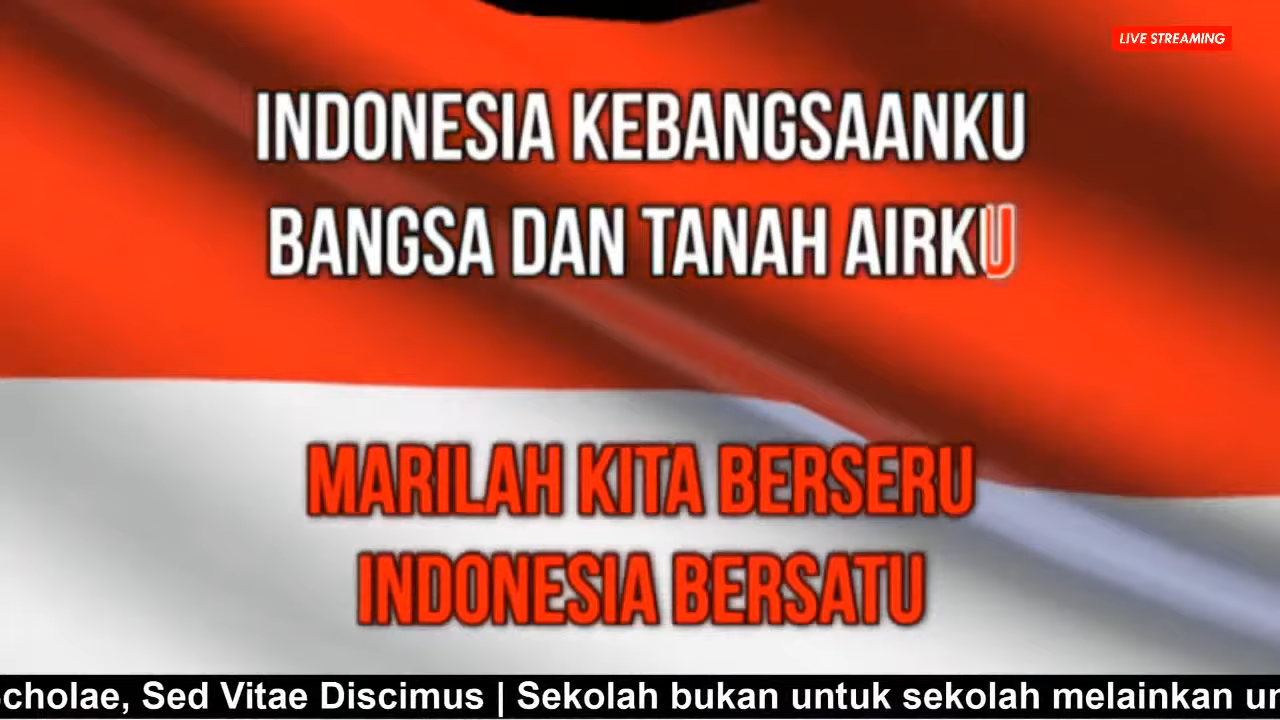 LIVE STREAMING
INDONESIA KEBANGSAANKU
BANGSA DAN TANAH AIRKU
MARILAH KITA BERSERU
INDONESIA BERSATU
cholae, Sed Vitae Discimus | Sekolah bukan untuk sekolah melainkan